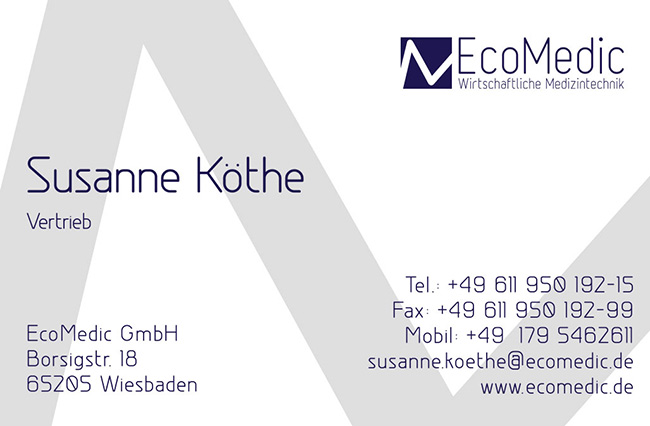 EcoMedic
Wirtschaftliche Medizintechnik
Susanne Köthe
Vertrieb
EcoMedic GmbH
Borsigstr. 18
65205 Wiesbaden
Tel.: +49 611 950 192-15
Fax: +49 611 950 192-99
Mobil: +49 179 5462611
susanne.koethe@ecomedic.de
www.ecomedic.de